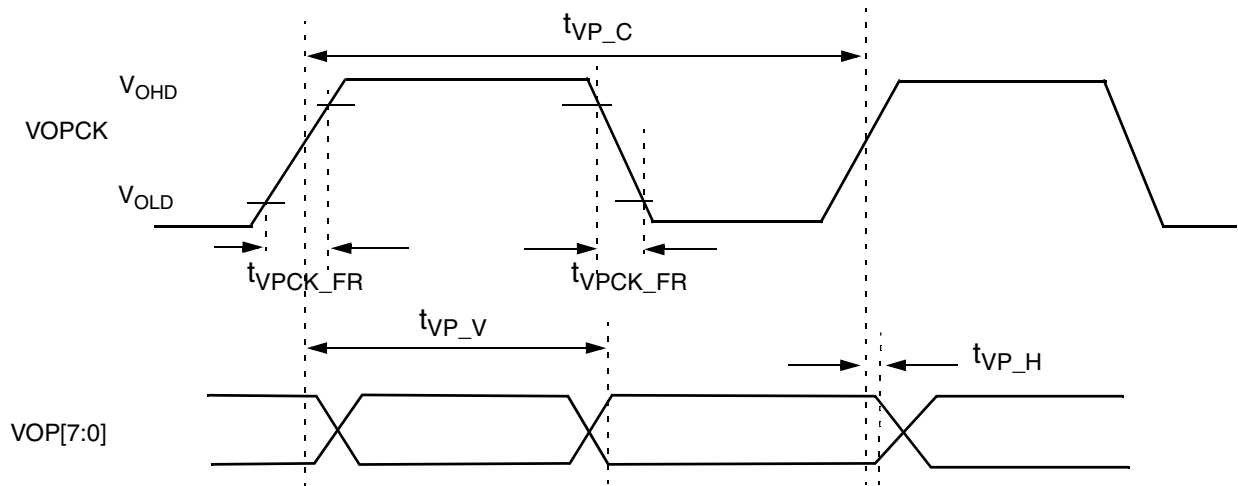 tVP_C
VOHD
VOPCK
VOLD
tVPCK_FR
tVPCK_FR
tVP_V
tVP_H
VOP[7:0]